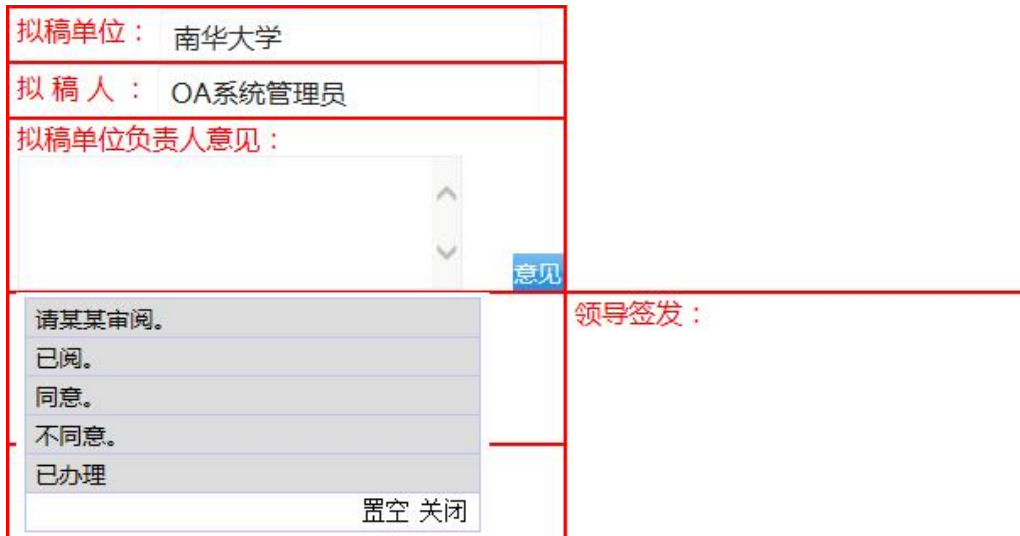 拟稿单位： 南华大学
拟 稿 人 ： OA系统管理员
拟稿单位负责人意见：
意见
领导签发：
请某某审阅。
已阅。
同意。
不同意。
已办理
置空 关闭